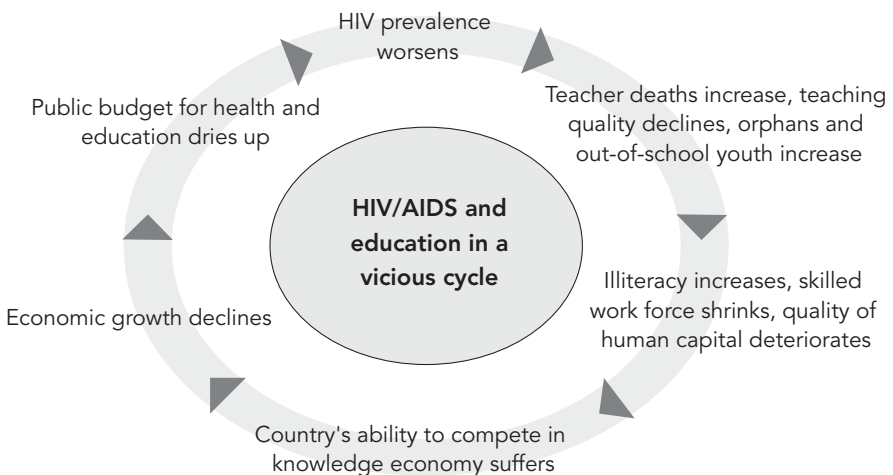 HIV prevalence
worsens
Teacher deaths increase, teaching
quality declines, orphans and
out-of-school youth increase
Illiteracy increases, skilled
work force shrinks, quality of
human capital deteriorates
Country's ability to compete in
knowledge economy suffers
Economic growth declines
Public budget for health and
education dries up
HIV/AIDS and
education in a
vicious cycle